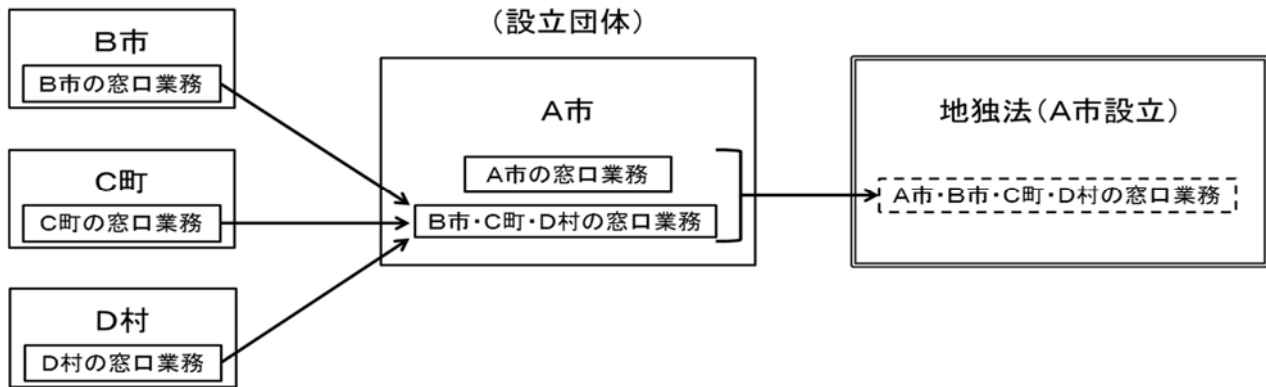 B市
B市の窓口業務
C町
C町の窓口業務
D村
D村の窓口業務
(設立団体)
A市
A市の窓口業務
B市・C町・D村の窓口業務
地独法(A市設立)
A市・B市・C町・D村の窓口業務